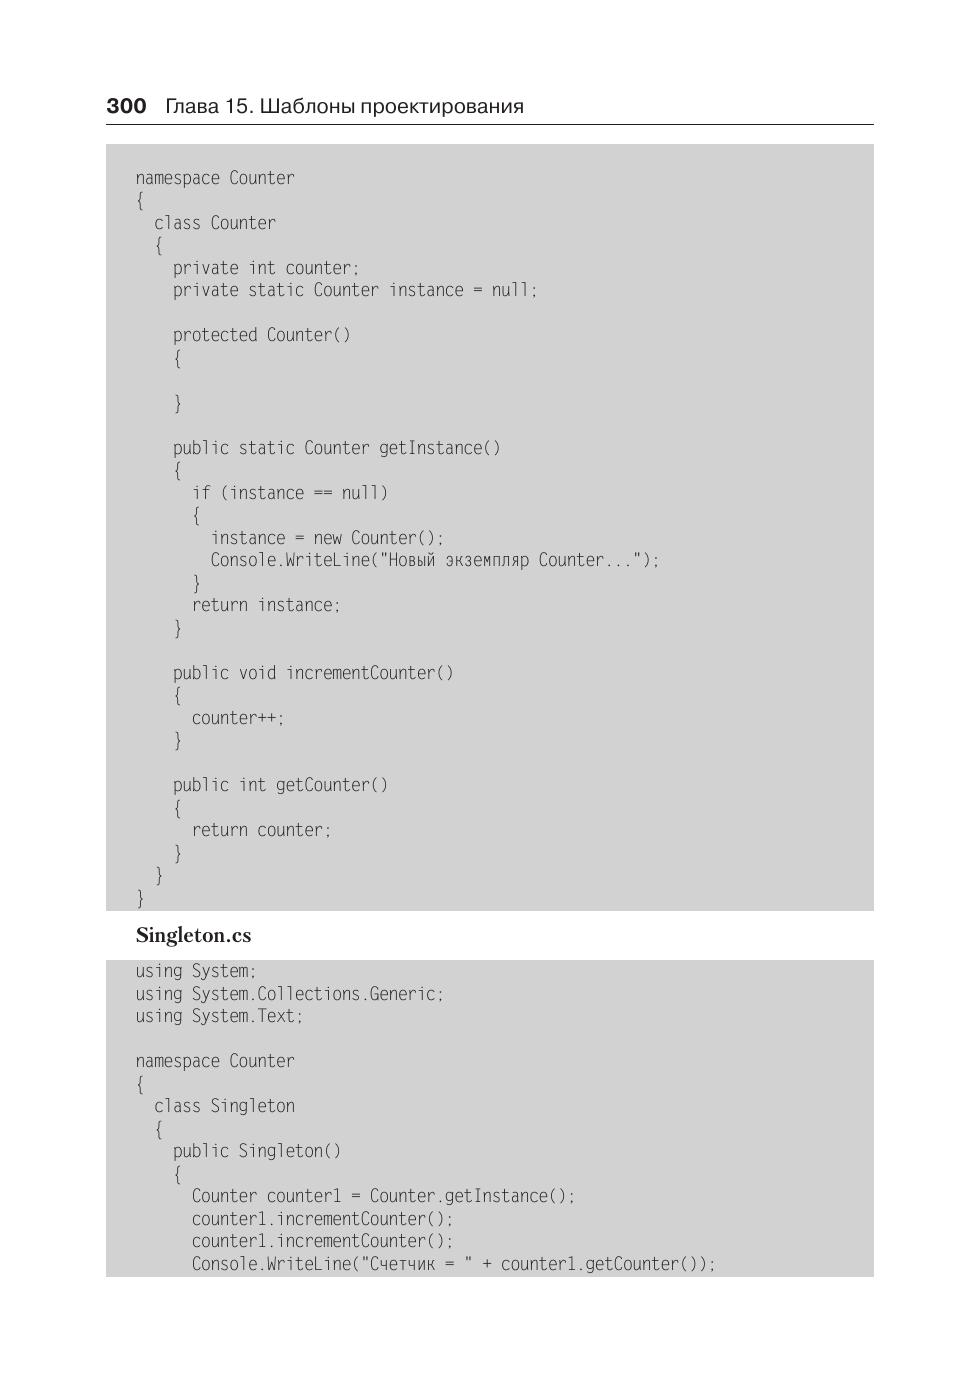 300 Глава 15. Шаблоны проектирования
namespace Counter
{
  class Counter
  {
    private int counter;
    private static Counter instance = null;

    protected Counter()
    {

    }

    public static Counter getInstance()
    {
      if (instance == null)
      {
        instance = new Counter();
        Console.WriteLine("Новый экземпляр Counter...");
      }
      return instance;
    }

    public void incrementCounter()
    {
      counter++;
    }

    public int getCounter()
    {
      return counter;
    }
  }
}
Singleton.cs
using System;
using System.Collections.Generic;
using System.Text;

namespace Counter
{
  class Singleton
  {
    public Singleton()
    {
      Counter counter1 = Counter.getInstance();
      counter1.incrementCounter();
      counter1.incrementCounter();
      Console.WriteLine("Счетчик = " + counter1.getCounter());